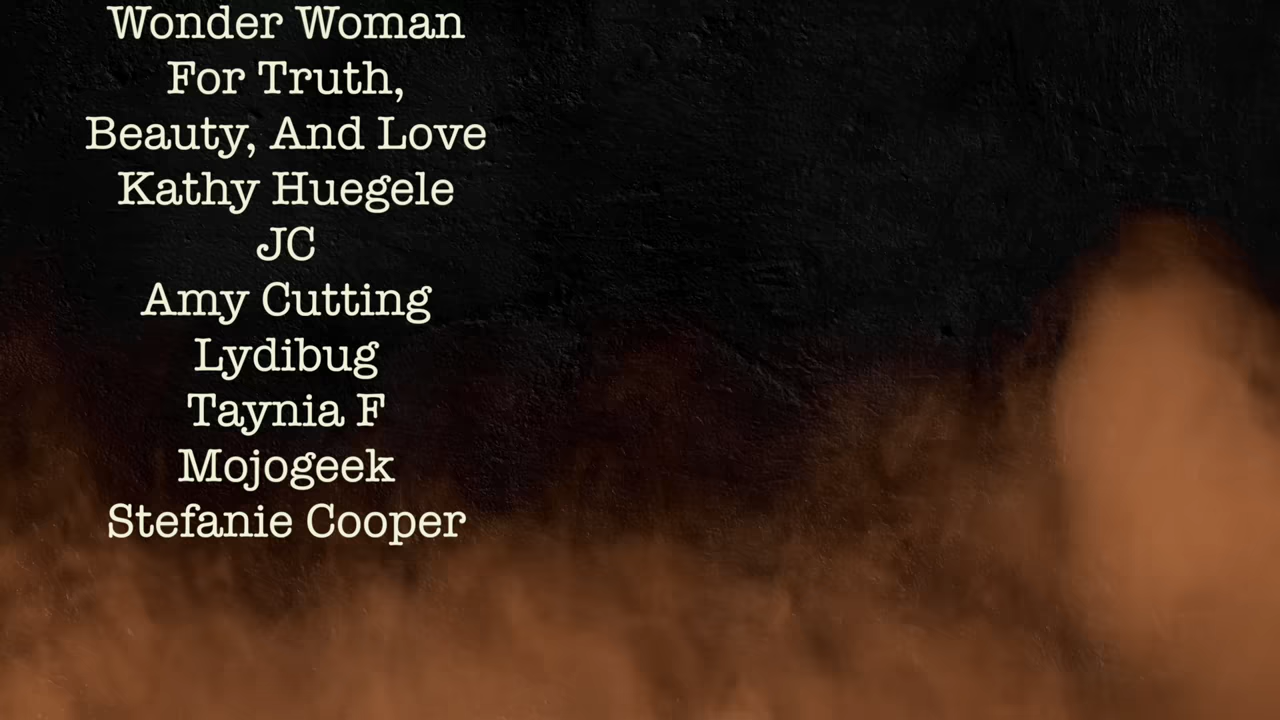 Wonder Woman
For Truth,
Beauty, And Love
Kathy Huegele
JC
Amy Cutting
Lydibug
Taynia F
Mojogeek
Stefanie Cooper